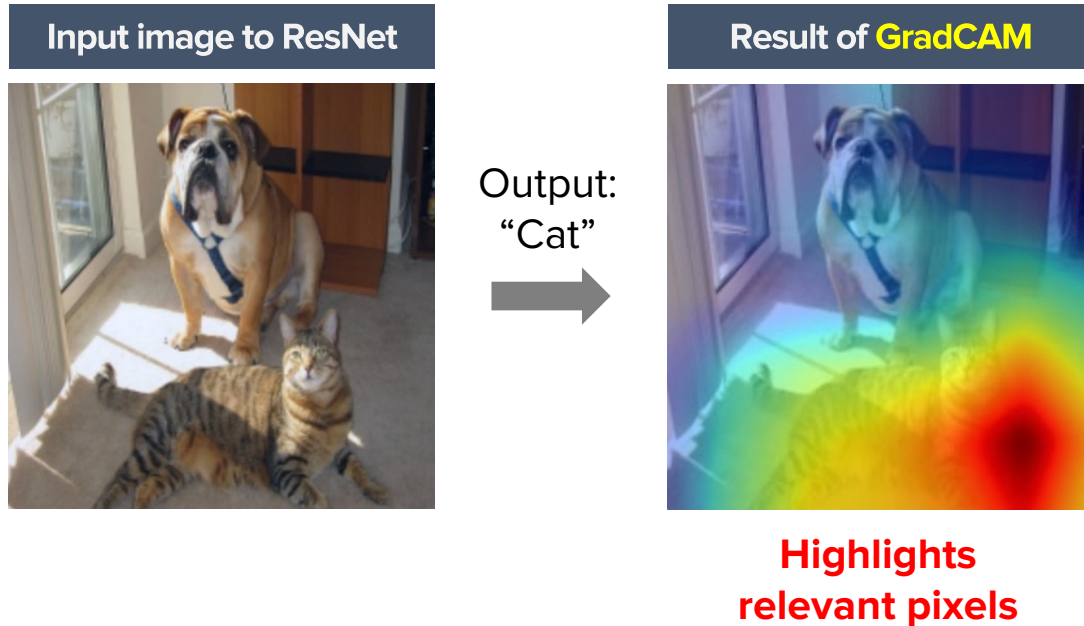 Input image to ResNet
Result of GradCAM
Output:
“Cat”
Highlights
relevant pixels